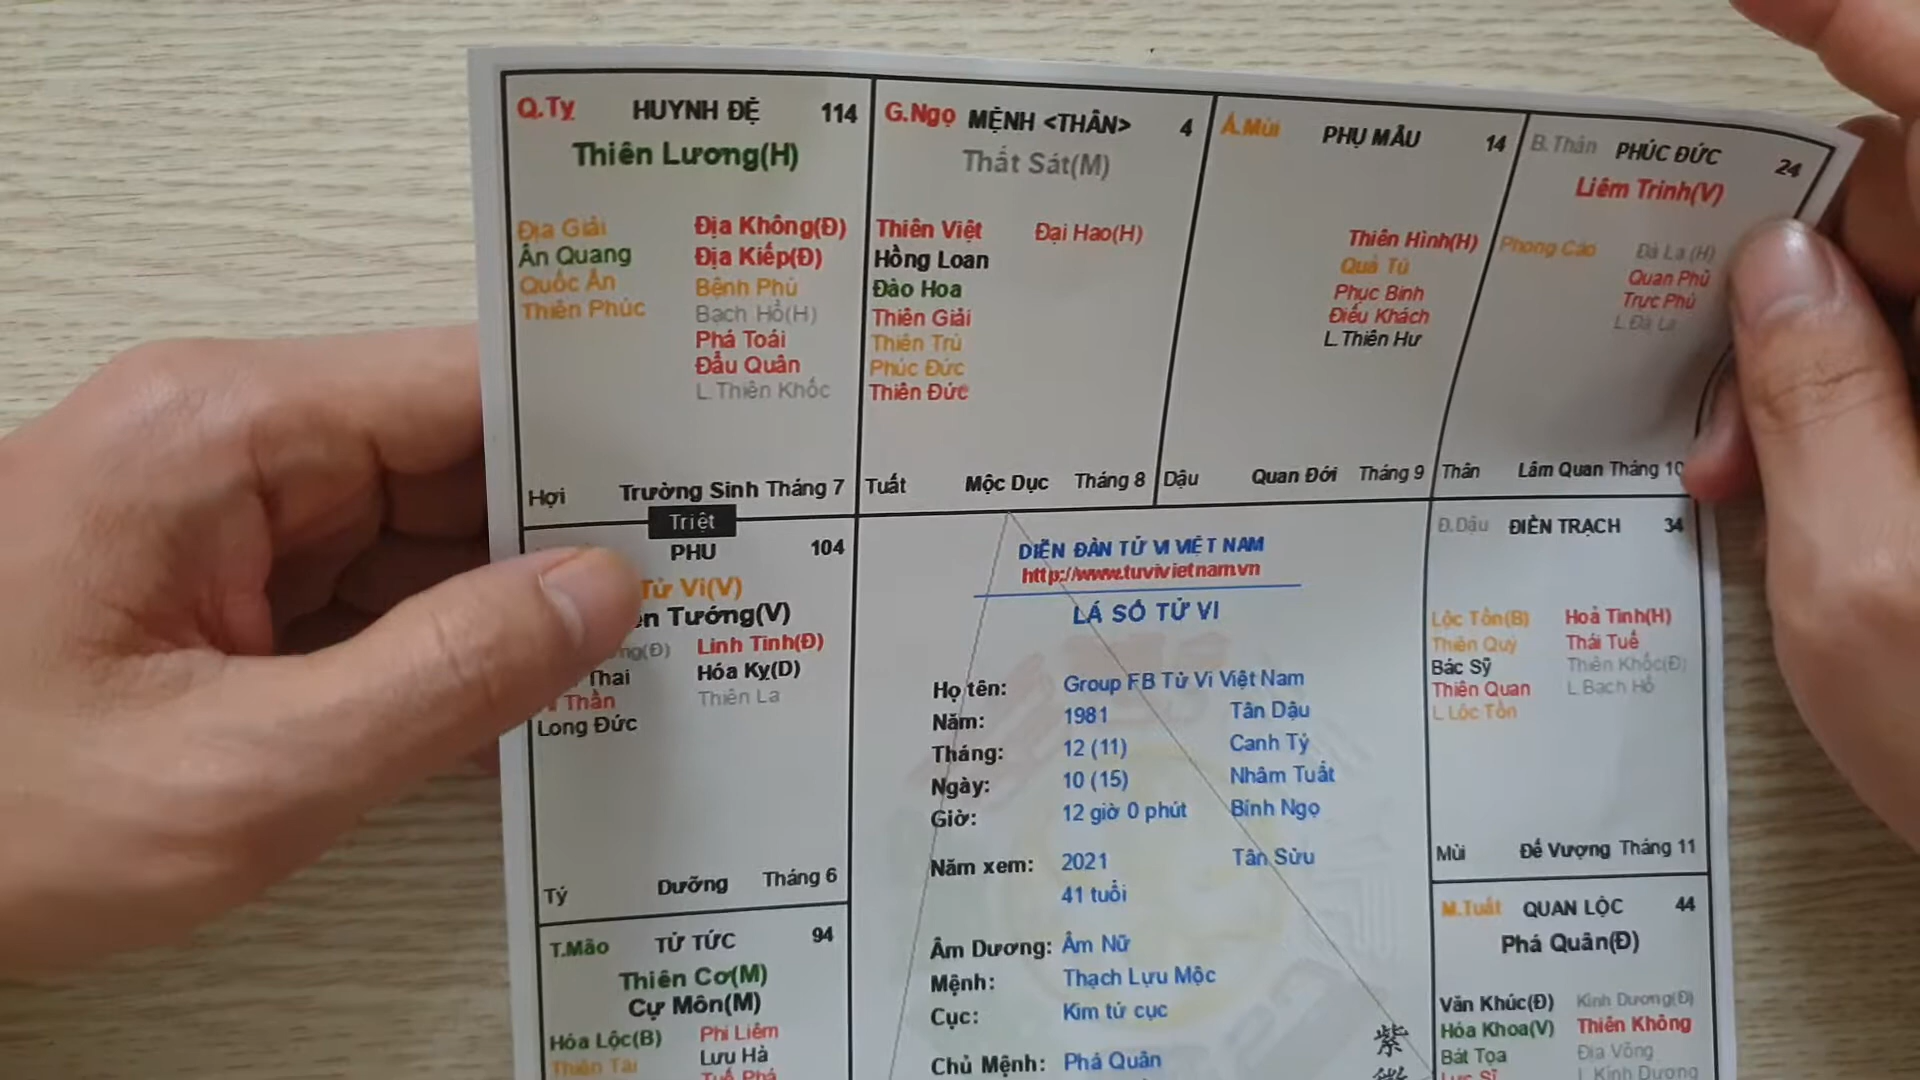 Q.Tỵ HUYNH ĐỆ 114
Thiên Lương(H)
Địa Giải Địa Không(Đ)
Ân Quang Địa Kiếp(Đ)
Quốc Ấn Bệnh Phù
Thiên Phúc Bạch Hổ(H)
Phá Toái
Đẩu Quân
L.Thiên Khốc
Hợi Trường Sinh Tháng 7
G.Ngọ MỆNH <THÂN> 4
Thất Sát(M)
Thiên Việt Đại Hao(H)
Hồng Loan
Đào Hoa
Thiên Giải
Thiên Trù
Phúc Đức
Thiên Đức
Tuất Mộc Dục Tháng 8
Ấ.Mùi PHỤ MẪU 14
Thiên Hình(H)
Quả Tú
Phục Binh
Điếu Khách
L.Thiên Hư
Dậu Quan Đới Tháng 9
B.Thân PHÚC ĐỨC 24
Liêm Trinh(V)
Phong Cáo Đà La(H)
Quan Phủ
Trực Phù
L.Đà La
Thân Lâm Quan Tháng 10
Triệt
PHU 104
Tử Vi(V)
Tướng(V)
Linh Tinh(Đ)
Thai Hóa Kỵ(D)
Thần Thiên La
Long Đức
Tý Dưỡng Tháng 6
T.Mão TỬ TỨC 94
Thiên Cơ(M)
Cự Môn(M)
Hóa Lộc(B) Phi Liêm
Thiên Tài Lưu Hà
Tuế Phá
DIỄN ĐÀN TỬ VI VIỆT NAM
http://www.tuvivietnam.vn
LÁ SỐ TỬ VI
Họ tên: Group FB Tử Vi Việt Nam
Năm: 1981 Tân Dậu
Tháng: 12 (11) Canh Tý
Ngày: 10 (15) Nhâm Tuất
Giờ: 12 giờ 0 phút Bính Ngọ
Năm xem: 2021 Tân Sửu
41 tuổi
Âm Dương: Âm Nữ
Mệnh: Thạch Lựu Mộc
Cục: Kim tứ cục
Chủ Mệnh: Phá Quân
紫
Đ.Dậu ĐIỀN TRẠCH 34
Lộc Tồn(B) Hoả Tinh(H)
Thiên Quý Thái Tuế
Bác Sỹ Thiên Khốc(Đ)
Thiên Quan L.Bạch Hổ
L.Lộc Tồn
Mùi Đế Vượng Tháng 11
M.Tuất QUAN LỘC 44
Phá Quân(Đ)
Văn Khúc(Đ) Kình Dương(Đ)
Hóa Khoa(V) Thiên Không
Bát Tọa Địa Võng
Lực Sĩ L.Kình Dương